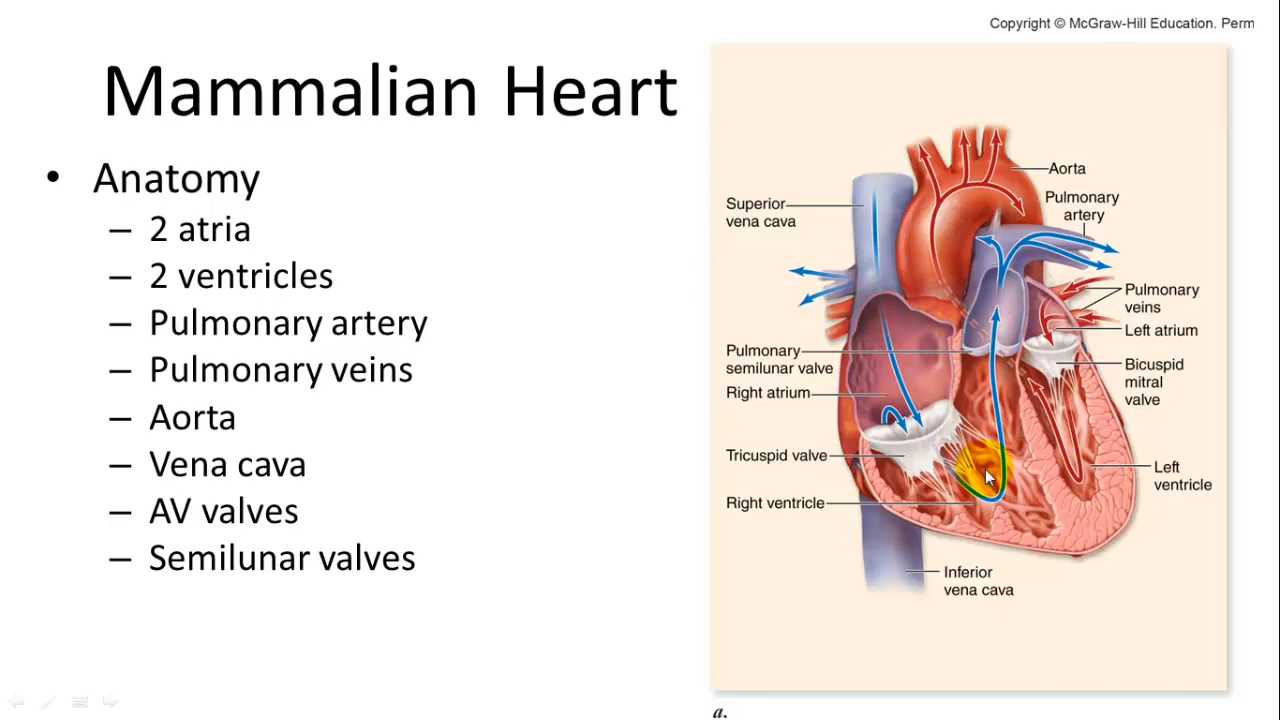 Copyright © McGraw-Hill Education. Perm
Mammalian Heart
• Anatomy
– 2 atria
– 2 ventricles
– Pulmonary artery
– Pulmonary veins
– Aorta
– Vena cava
– AV valves
– Semilunar valves
Superior
vena cava
Pulmonary
semilunar valve
Right atrium
Tricuspid valve
Right ventricle
Aorta
Pulmonary
artery
Pulmonary
veins
Left atrium
Bicuspid
mitral
valve
Left
ventricle
Inferior
vena cava
a.